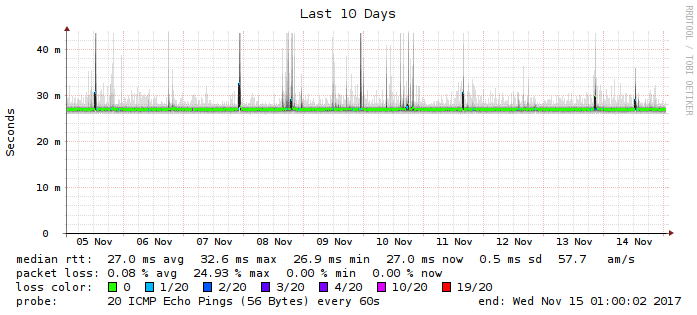 Last 10 Days
RRDTOOL / TOBI OETIKER
Seconds
40 m
30 m
20 m
10 m
0
05 Nov 06 Nov 07 Nov 08 Nov 09 Nov 10 Nov 11 Nov 12 Nov 13 Nov 14 Nov
median rtt: 27.0 ms avg 32.6 ms max 26.9 ms min 27.0 ms now 0.5 ms sd 57.7 am/s
packet loss: 0.08 % avg 24.93 % max 0.00 % min 0.00 % now
loss color: 0 1/20 2/20 3/20 4/20 10/20 19/20
probe: 20 ICMP Echo Pings (56 Bytes) every 60s end: Wed Nov 15 01:00:02 2017